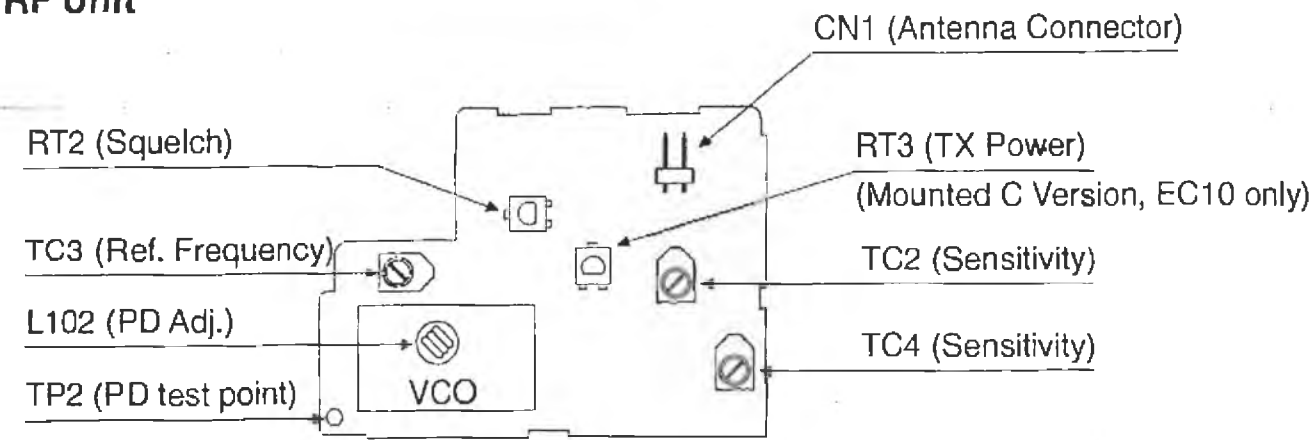 RF Unit
CN1 (Antenna Connector)
RT2 (Squelch)
RT3 (TX Power)
(Mounted C Version, EC10 only)
TC3 (Ref. Frequency)
TC2 (Sensitivity)
L102 (PD Adj.)
TC4 (Sensitivity)
TP2 (PD test point)
VCO